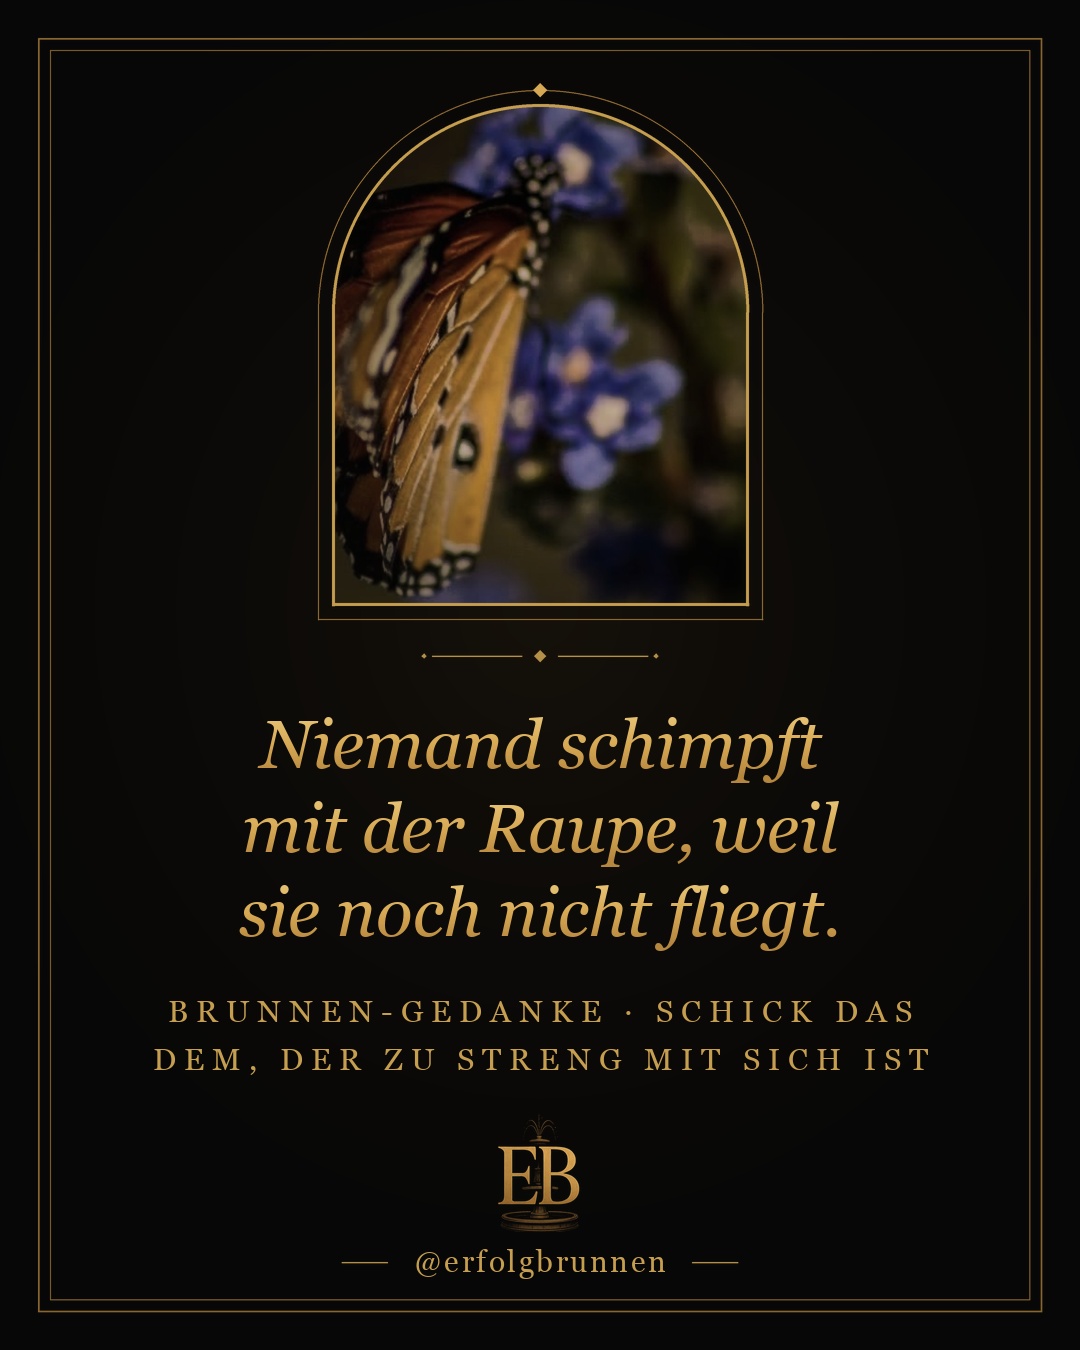 Niemand schimpft
mit der Raupe, weil
sie noch nicht fliegt.
BRUNNEN-GEDANKE · SCHICK DAS
DEM, DER ZU STRENG MIT SICH IST
EB
@erfolgbrunnen